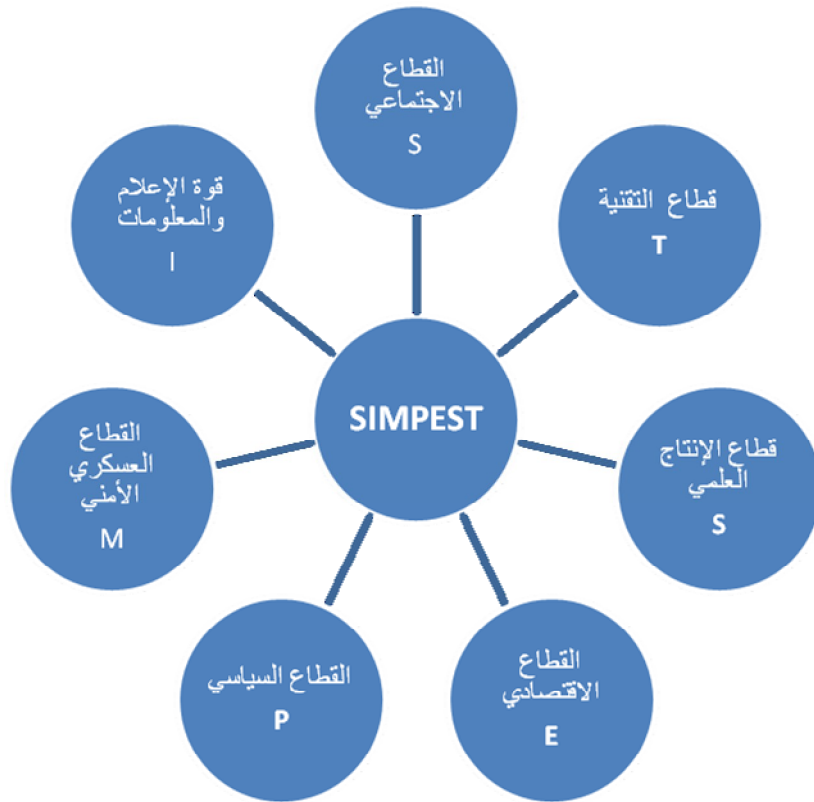 القطاع
الاجتماعي
S
قطاع التقنية
T
قطاع الإنتاج
العلمي
S
القطاع
الاقتصادي
E
القطاع السياسي
P
القطاع
العسكري
الأمني
M
قوة الإعلام
والمعلومات
I
SIMPEST